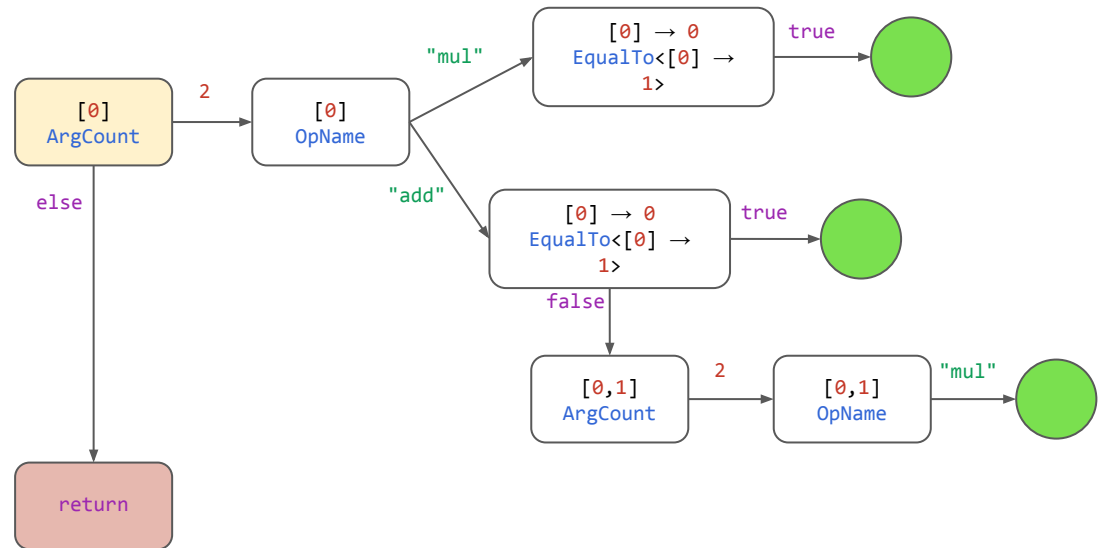 [0] → 0
EqualTo<[0] →
1>
true
"mul"
2
[0]
ArgCount
[0]
OpName
else
"add"
[0] → 0
EqualTo<[0] →
1>
true
false
[0,1]
ArgCount
2
[0,1]
OpName
"mul"
return